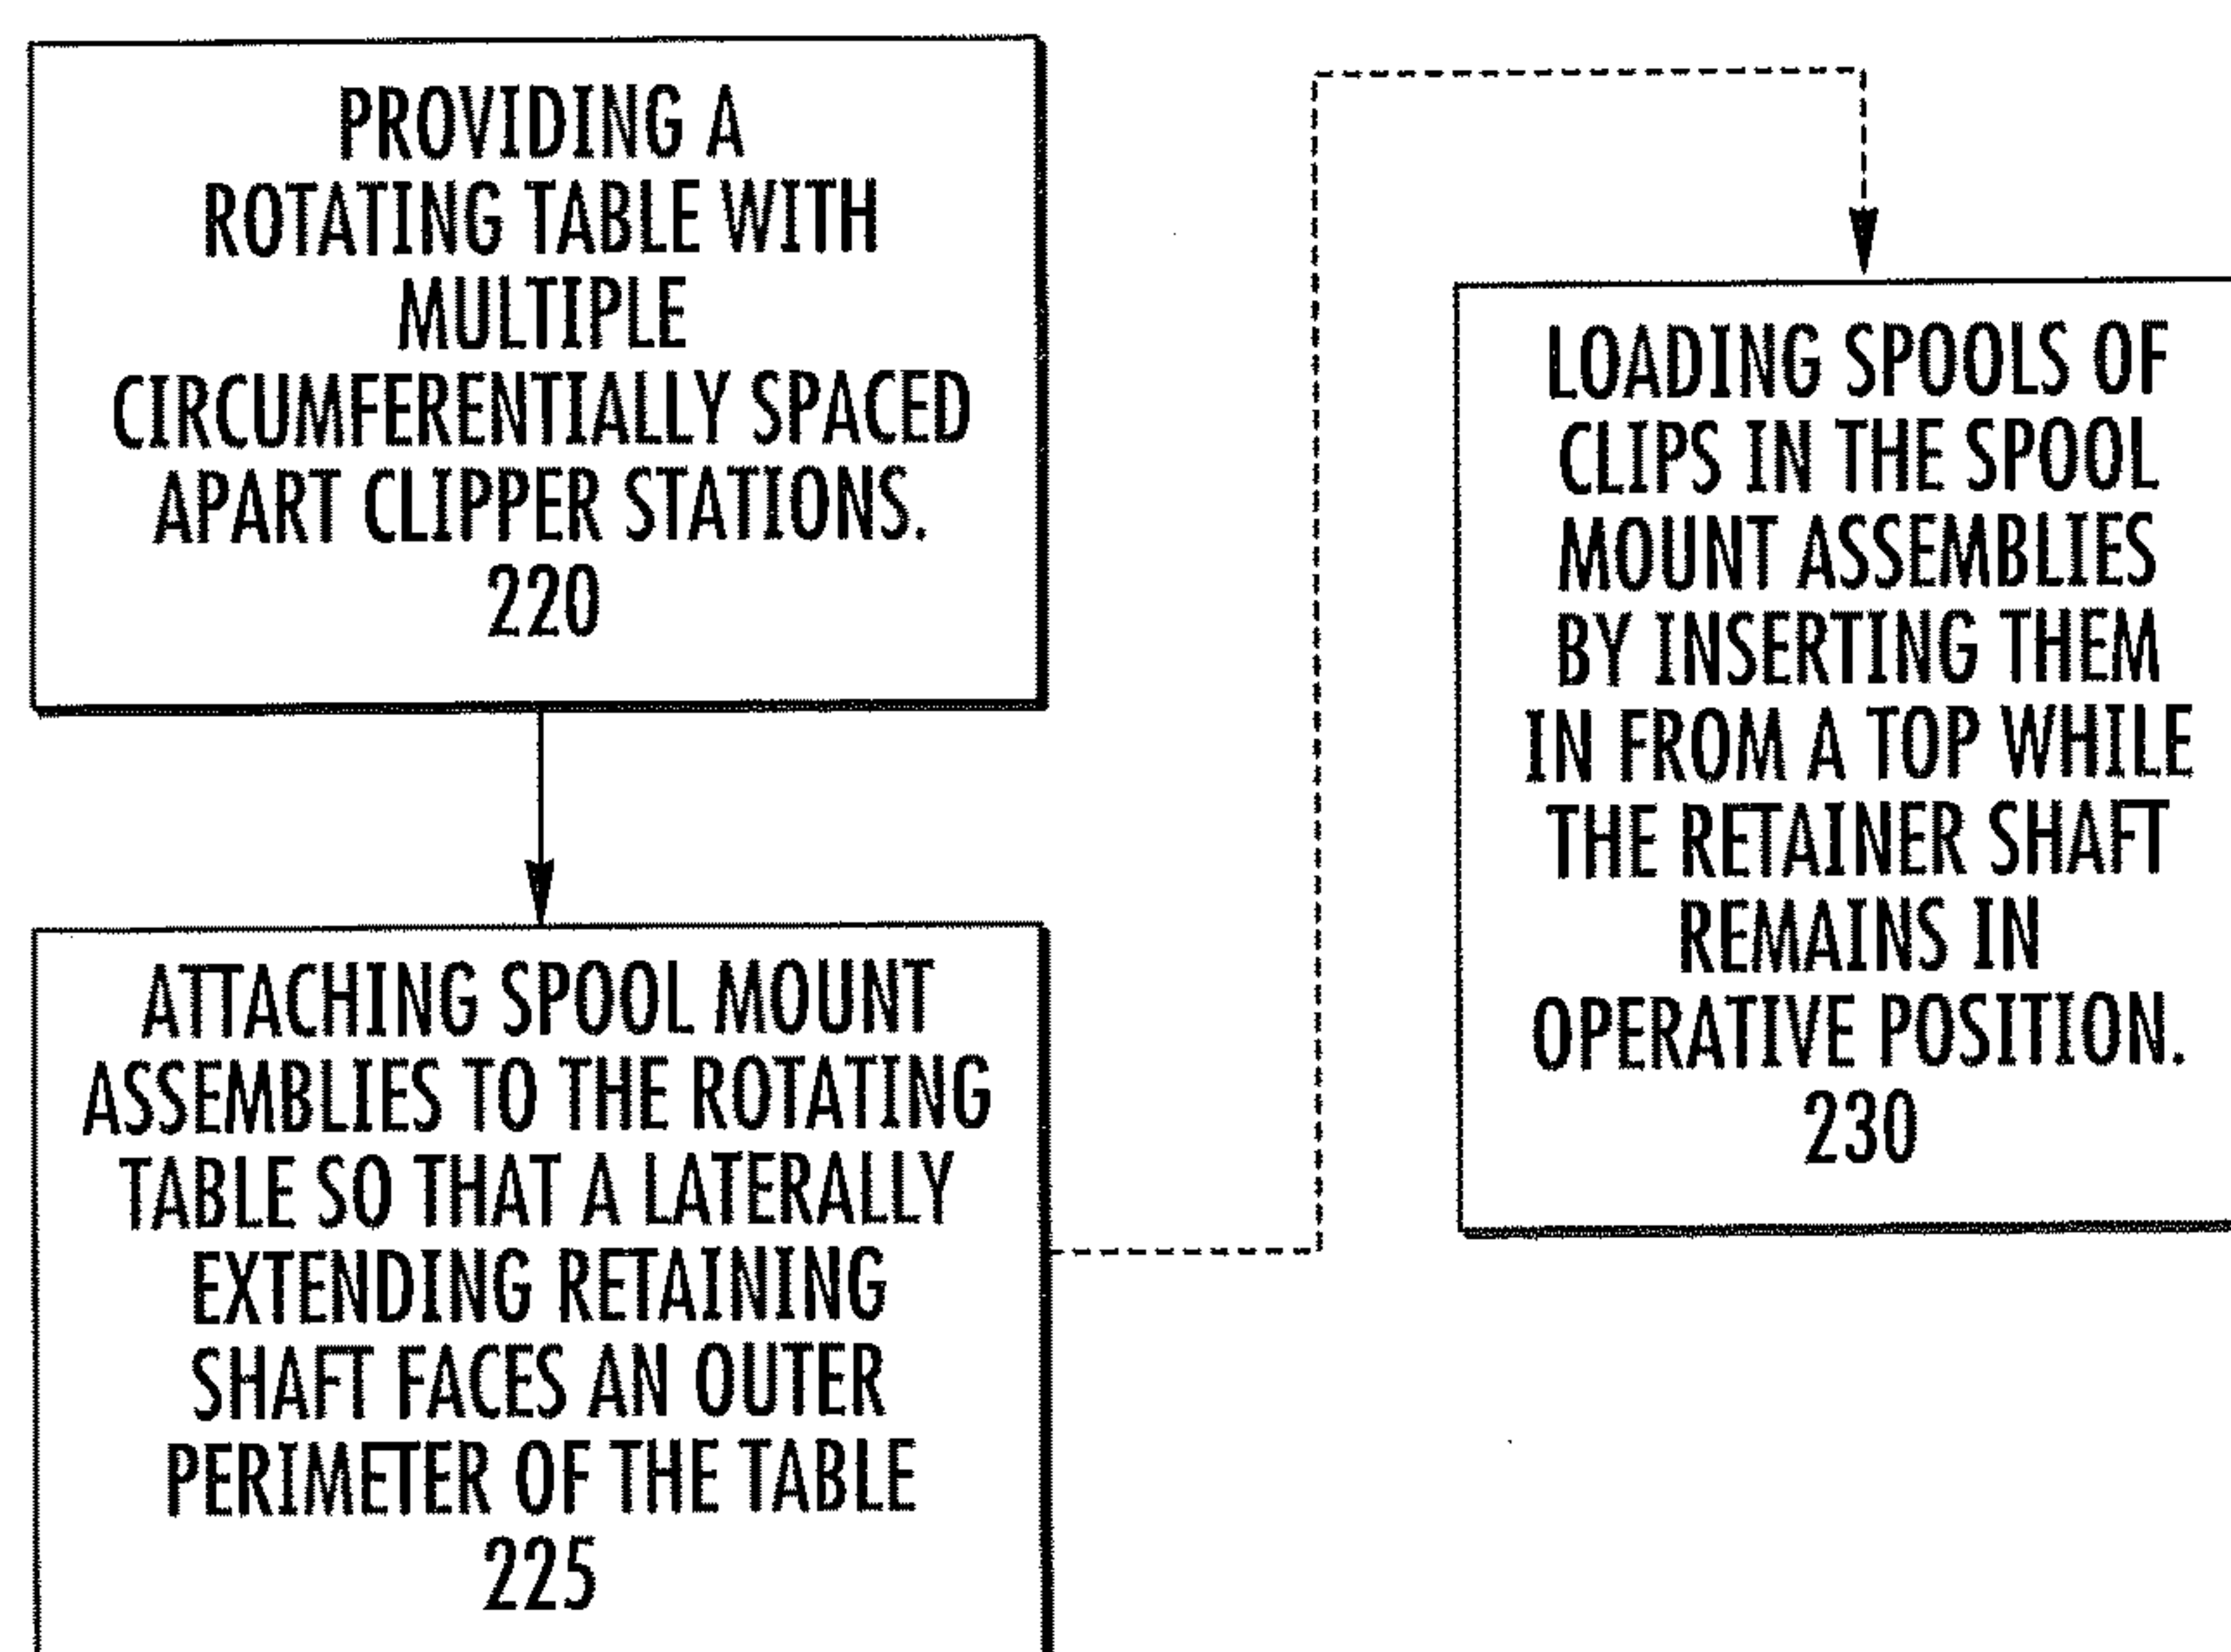 PROVIDING A
ROTATING TABLE WITH
MULTIPLE
CIRCUMFERENTIALLY SPACED
APART CLIPPER STATIONS.
220
ATTACHING SPOOL MOUNT
ASSEMBLIES TO THE ROTATING
TABLE SO THAT A LATERALLY
EXTENDING RETAINING
SHAFT FACES AN OUTER
PERIMETER OF THE TABLE
225
LOADING SPOOLS OF
CLIPS IN THE SPOOL
MOUNT ASSEMBLIES
BY INSERTING THEM
IN FROM A TOP WHILE
THE RETAINER SHAFT
REMAINS IN
OPERATIVE POSITION.
230